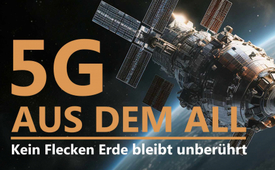 5G
AUS DEM ALL
Kein Flecken Erde bleibt unberührt